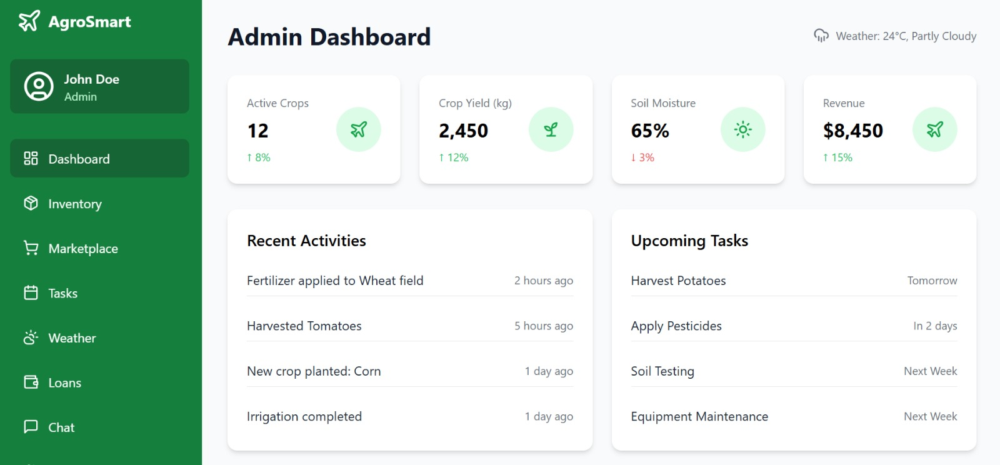 AgroSmart
John Doe
Admin
Dashboard
Inventory
Marketplace
Tasks
Weather
Loans
Chat
Admin Dashboard
Weather: 24°C, Partly Cloudy
Active Crops
12
↑ 8%
Crop Yield (kg)
2,450
↑ 12%
Soil Moisture
65%
↓ 3%
Revenue
$8,450
↑ 15%
Recent Activities
Fertilizer applied to Wheat field 2 hours ago
Harvested Tomatoes 5 hours ago
New crop planted: Corn 1 day ago
Irrigation completed 1 day ago
Upcoming Tasks
Harvest Potatoes Tomorrow
Apply Pesticides In 2 days
Soil Testing Next Week
Equipment Maintenance Next Week